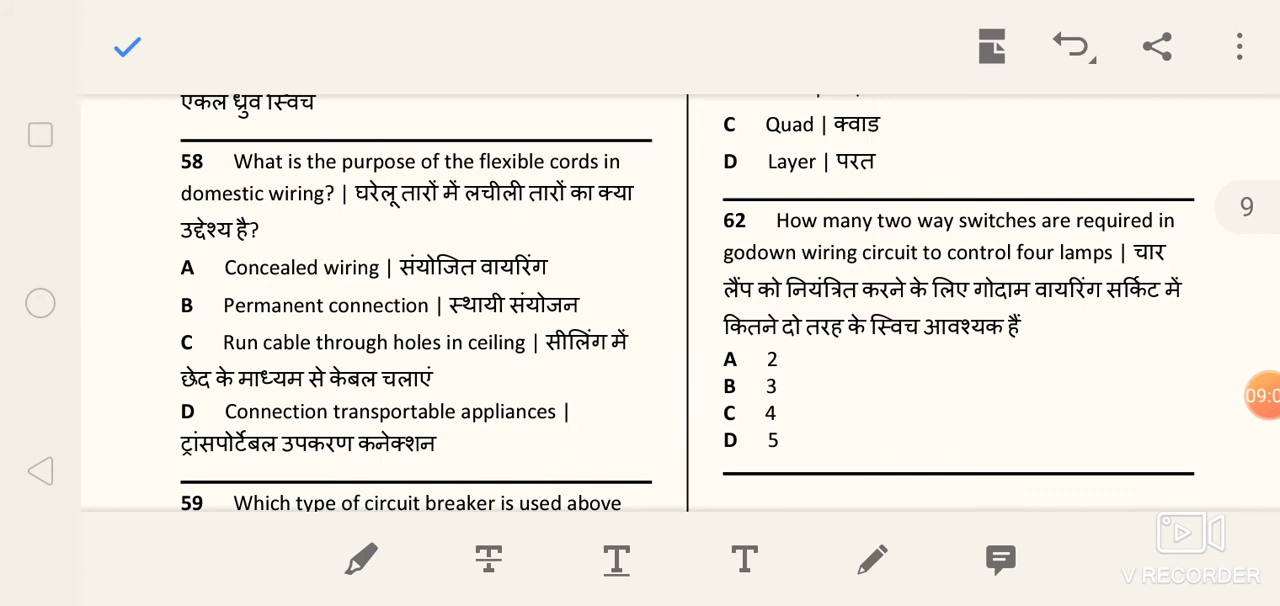 एकल ध्रुव स्विच
58 What is the purpose of the flexible cords in
domestic wiring? | घरेलू तारों में लचीली तारों का क्या
उद्देश्य है?
A Concealed wiring | संयोजित वायरिंग
B Permanent connection | स्थायी संयोजन
C Run cable through holes in ceiling | सीलिंग में
छेद के माध्यम से केबल चलाएं
D Connection transportable appliances |
ट्रांसपोर्टेबल उपकरण कनेक्शन
59 Which type of circuit breaker is used above
C Quad | क्वाड
D Layer | परत
62 How many two way switches are required in
godown wiring circuit to control four lamps | चार
लैंप को नियंत्रित करने के लिए गोदाम वायरिंग सर्किट में
कितने दो तरह के स्विच आवश्यक हैं
A 2
B 3
C 4
D 5
9
09:0
V RECORDER